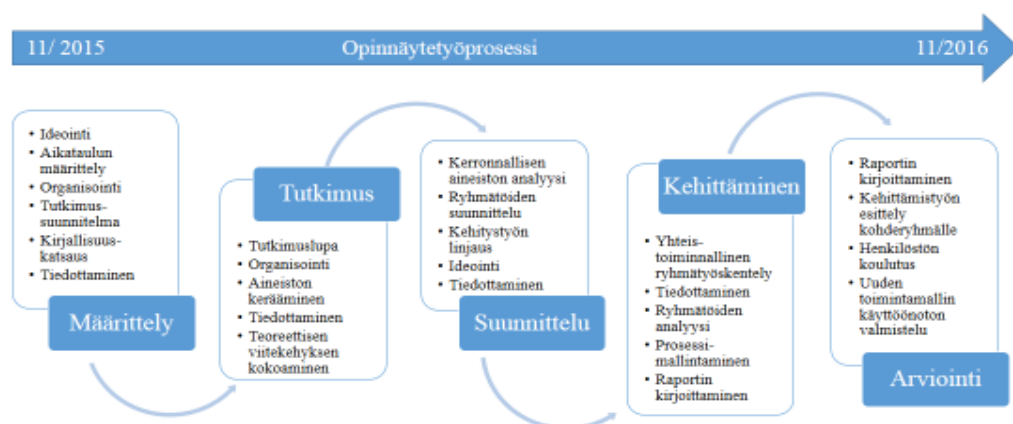 11/ 2015 Opinnäytetyöprosessi 11/2016
• Ideointi
• Aikataulun
määrittely
• Organisointi
• Tutkimus-
suunnitelma
• Kirjallisuus-
katsaus
• Tiedottaminen
Määrittely
Tutkimus
• Tutkimuslupa
• Organisointi
• Aineiston
kerääminen
• Tiedottaminen
• Teoreettisen
viitekehyksen
kokoaminen
• Kerronnallisen
aineiston analyysi
• Ryhmätöiden
suunnittelu
• Kehitystyön
linjaus
• Ideointi
• Tiedottaminen
Suunnittelu
Kehittäminen
• Yhteis-
toiminnallinen
ryhmätyöskentely
• Tiedottaminen
• Ryhmätöiden
analyysi
• Prosessi-
mallintaminen
• Raportin
kirjoittaminen
• Raportin
kirjoittaminen
• Kehittämistyön
esittely
kohderyhmälle
• Henkilöstön
koulutus
• Uuden
toimintamallin
käyttöönoton
valmistelu
Arviointi